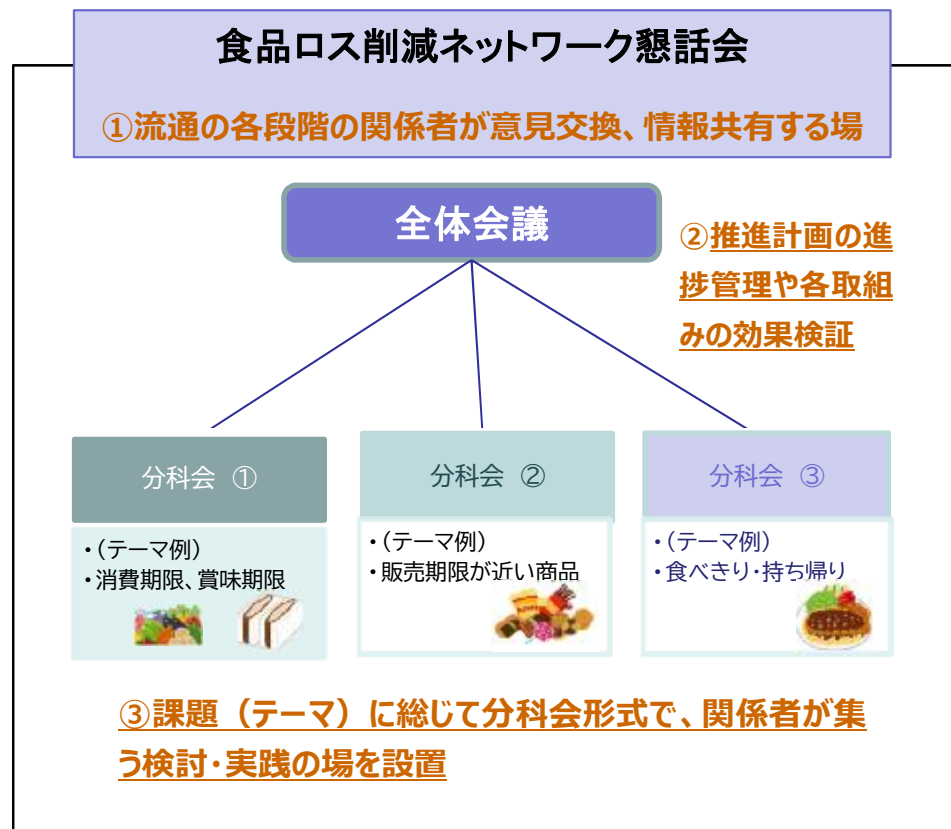 食品ロス削減ネットワーク懇話会
①流通の各段階の関係者が意見交換、情報共有する場
全体会議
②推進計画の進
捗管理や各取組
みの効果検証
分科会 ①
・(テーマ例)
・消費期限、賞味期限
分科会 ②
・(テーマ例)
・販売期限が近い商品
分科会 ③
・(テーマ例)
・食べきり・持ち帰り
③課題（テーマ）に総じて分科会形式で、関係者が集
う検討・実践の場を設置